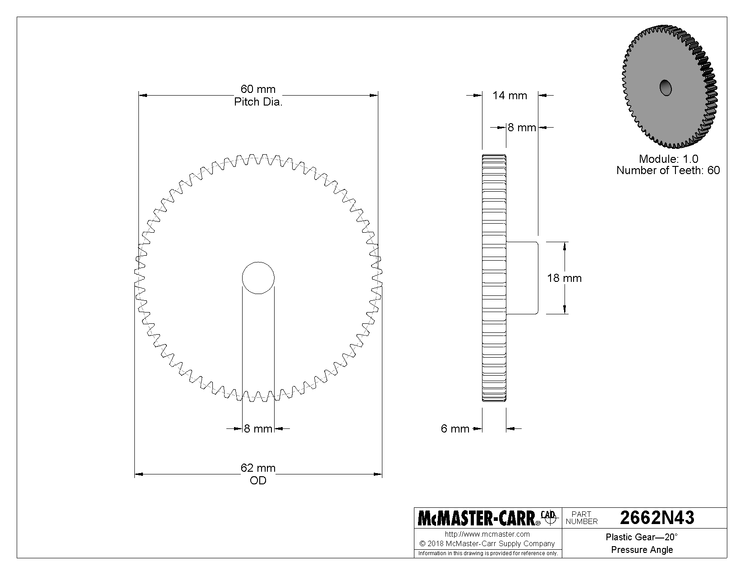 60 mm
Pitch Dia.
14 mm
8 mm
Module: 1.0
Number of Teeth: 60
18 mm
8 mm
6 mm
62 mm
OD
McMASTER-CARR® CAD
http://www.mcmaster.com
© 2018 McMaster-Carr Supply Company
Information in this drawing is provided for reference only.
PART
NUMBER
2662N43
Plastic Gear—20°
Pressure Angle